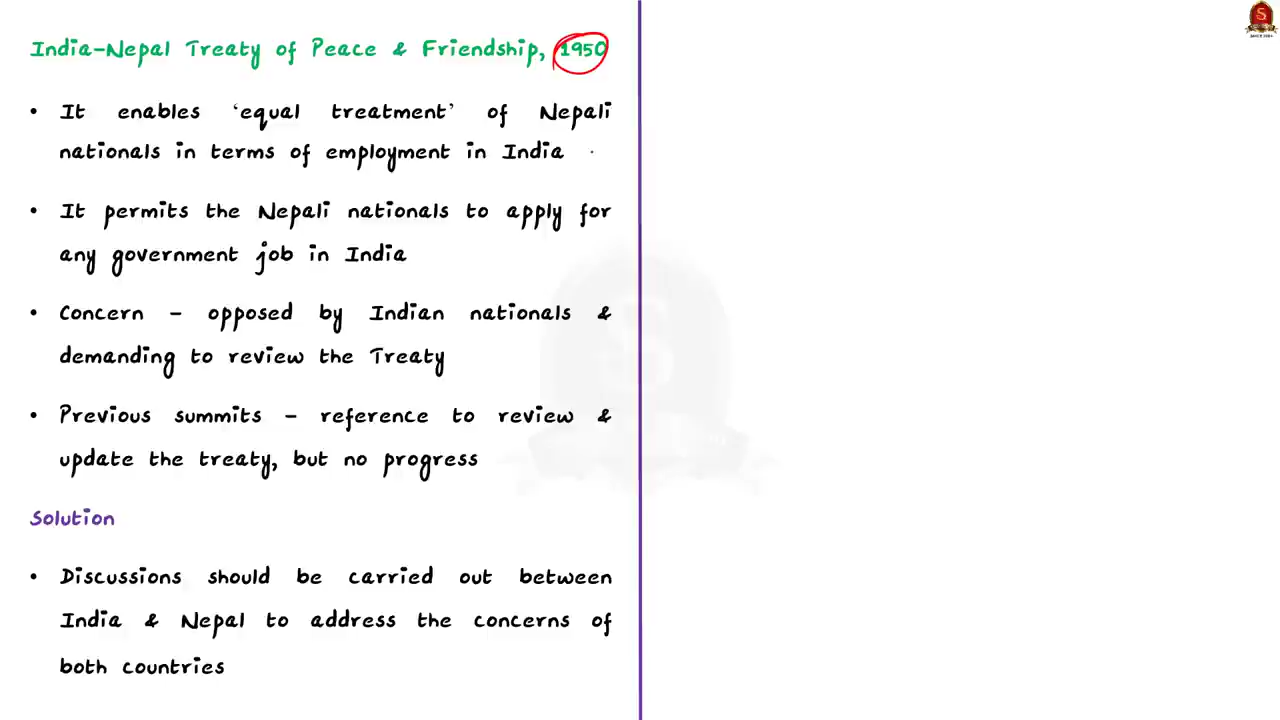 India-Nepal Treaty of Peace & Friendship, 1950
• It enables ‘equal treatment’ of Nepali
nationals in terms of employment in India
• It permits the Nepali nationals to apply for
any government job in India
• Concern - opposed by Indian nationals &
demanding to review the Treaty
• Previous summits - reference to review &
update the treaty, but no progress
Solution
• Discussions should be carried out between
India & Nepal to address the concerns of
both countries
S